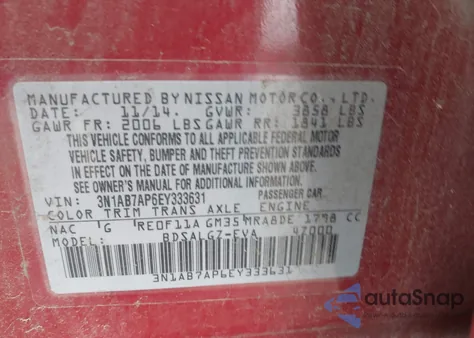 MANUFACTURED BY NISSAN MOTOR CO., LTD.
DATE: 11/14. GVWR: 3858 LBS
GAWR FR: 2006 LBS GAWR RR: 1841 LBS
THIS VEHICLE CONFORMS TO ALL APPLICABLE FEDERAL MOTOR
VEHICLE SAFETY, BUMPER AND THEFT PREVENTION STANDARDS
IN EFFECT ON THE DATE OF MANUFACTURE SHOWN ABOVE.
SEE OWNER'S MANUAL FOR ADDITIONAL INFORMATION
VIN: 3N1AB7AP6EY333631 PASSENGER CAR
COLOR TRIM TRANS AXLE ENGINE
NAC G RE0F11A GM35 MRA8DE 1798 CC
MODEL: BDSALGZ-EVA 47000
3N1AB7AP6EY333631
autoSnap